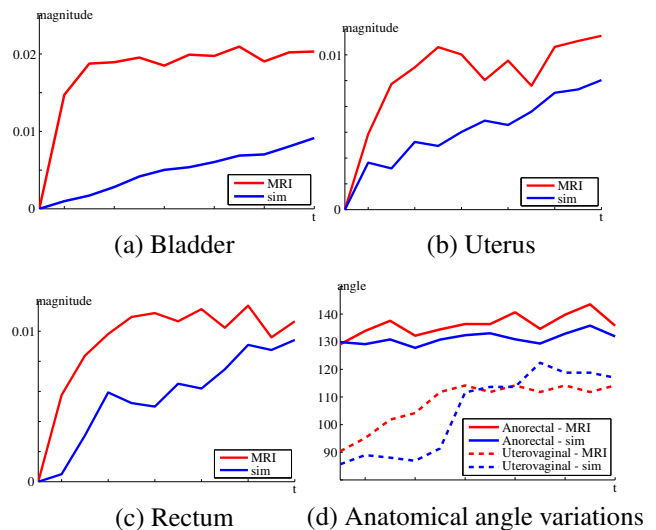 magnitude
0.02
0.01
0
MRI
sim
t
(a) Bladder
magnitude
0.01
0
MRI
sim
t
(b) Uterus
magnitude
0.01
0
MRI
sim
t
(c) Rectum
angle
140
130
120
110
100
90
Anorectal - MRI
Anorectal - sim
Uterovaginal - MRI
Uterovaginal - sim
t
(d) Anatomical angle variations